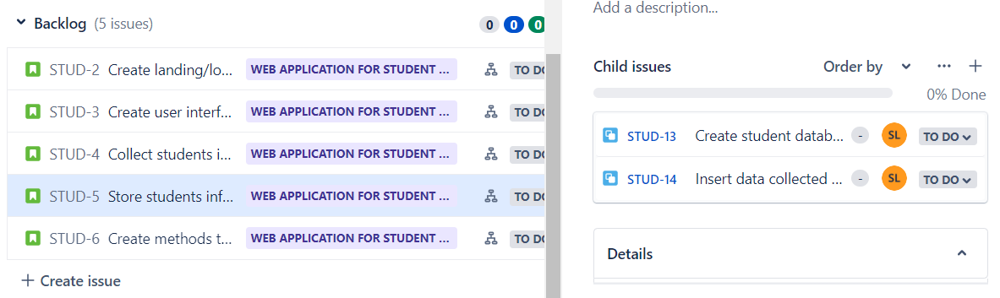 Backlog (5 issues) 0 0 0
STUD-2 Create landing/lo... WEB APPLICATION FOR STUDENT ... TO DO
STUD-3 Create user interf... WEB APPLICATION FOR STUDENT ... TO DO
STUD-4 Collect students i... WEB APPLICATION FOR STUDENT ... TO DO
STUD-5 Store students inf... WEB APPLICATION FOR STUDENT ... TO DO
STUD-6 Create methods t... WEB APPLICATION FOR STUDENT ... TO DO
+ Create issue
Add a description...
Child issues Order by ... +
0% Done
STUD-13 Create student datab... - SL TO DO
STUD-14 Insert data collected ... - SL TO DO
Details